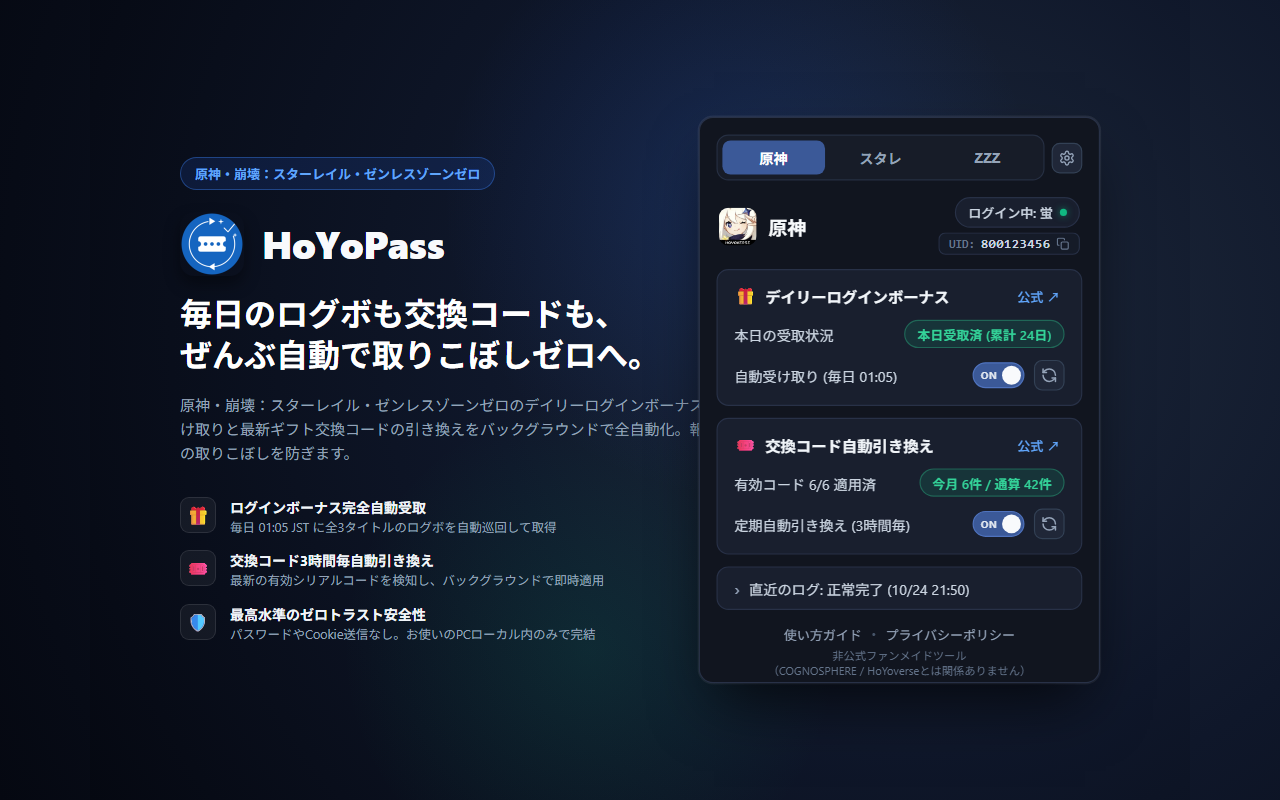 原神・崩壊：スターレイル・ゼンレスゾーンゼロ
HoYoPass
毎日のログボも交換コードも、
ぜんぶ自動で取りこぼしゼロへ。
原神・崩壊：スターレイル・ゼンレスゾーンゼロのデイリーログインボーナス
け取りと最新ギフト交換コードの引き換えをバックグラウンドで全自動化。
の取りこぼしを防ぎます。
ログインボーナス完全自動受取
毎日 01:05 JST に全3タイトルのログボを自動巡回して取得
交換コード3時間毎自動引き換え
最新の有効シリアルコードを検知し、バックグラウンドで即時適用
最高水準のゼロトラスト安全性
パスワードやCookie送信なし。お使いのPCローカル内のみで完結
原神 スタレ ZZZ
原神
ログイン中: 蛍
UID: 800123456
デイリーログインボーナス 公式 ↗
本日の受取状況 本日受取済 (累計 24日)
自動受け取り (毎日 01:05) ON
交換コード自動引き換え 公式 ↗
有効コード 6/6 適用済 今月 6件 / 通算 42件
定期自動引き換え (3時間毎) ON
› 直近のログ: 正常完了 (10/24 21:50)
使い方ガイド • プライバシーポリシー
非公式ファンメイドツール
（COGNOSPHERE / HoYoverseとは関係ありません）